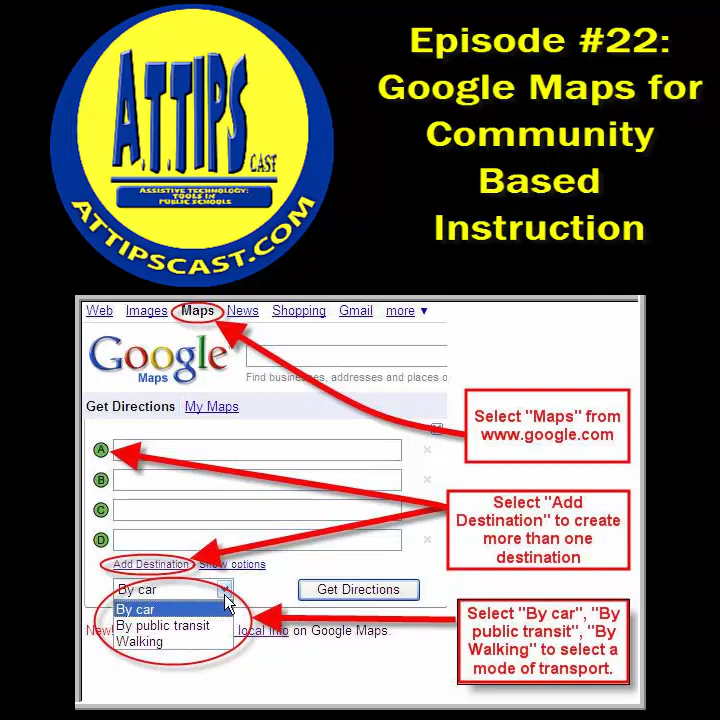 A.T.TIPS
CAST
ASSISTIVE TECHNOLOGY:
TOOLS IN
PUBLIC SCHOOLS
ATTIPSCAST.COM
Episode #22:
Google Maps for
Community
Based
Instruction
Web Images Maps News Shopping Gmail more ▼
Google
Maps
Find businesses, addresses and places o
Get Directions My Maps
A
B
C
D
Add Destination Show options
By car
Get Directions
By car
By public transit
Walking
New! local info on Google Maps.
Select "Maps" from
www.google.com
Select "Add
Destination" to create
more than one
destination
Select "By car", "By
public transit", "By
Walking" to select a
mode of transport.